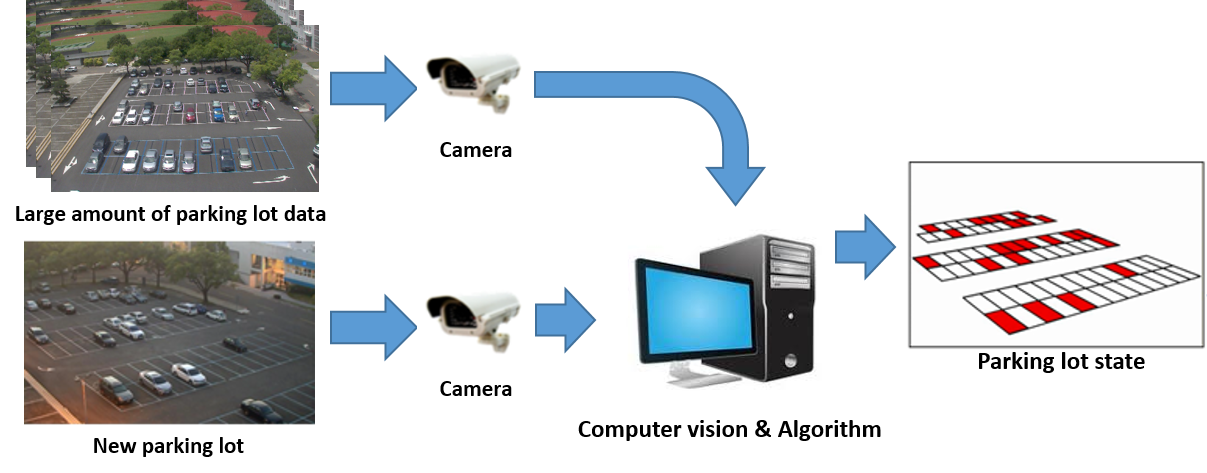 Camera
Large amount of parking lot data
Camera
New parking lot
Computer vision & Algorithm
Parking lot state